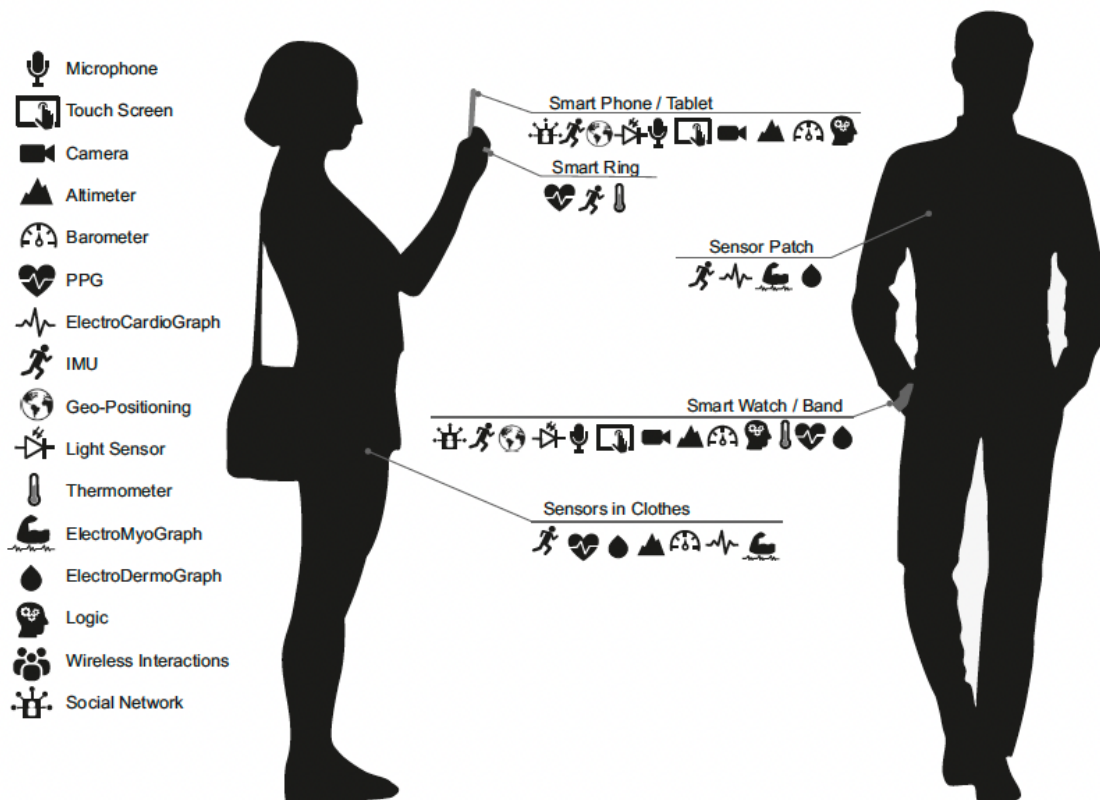 Microphone
Touch Screen
Camera
Altimeter
Barometer
PPG
ElectroCardioGraph
IMU
Geo-Positioning
Light Sensor
Thermometer
ElectroMyoGraph
ElectroDermoGraph
Logic
Wireless Interactions
Social Network
Smart Phone / Tablet
Smart Ring
Sensor Patch
Smart Watch / Band
Sensors in Clothes